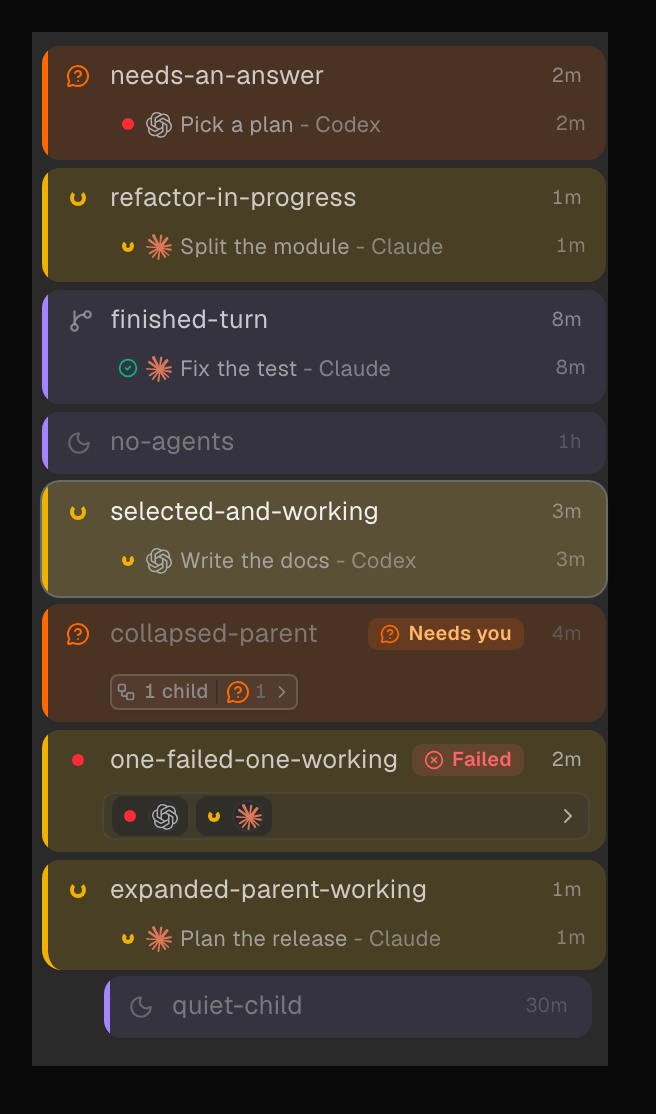 needs-an-answer 2m
Pick a plan - Codex 2m
refactor-in-progress 1m
Split the module - Claude 1m
finished-turn 8m
Fix the test - Claude 8m
no-agents 1h
selected-and-working 3m
Write the docs - Codex 3m
collapsed-parent Needs you 4m
1 child 1
one-failed-one-working Failed 2m
expanded-parent-working 1m
Plan the release - Claude 1m
quiet-child 30m